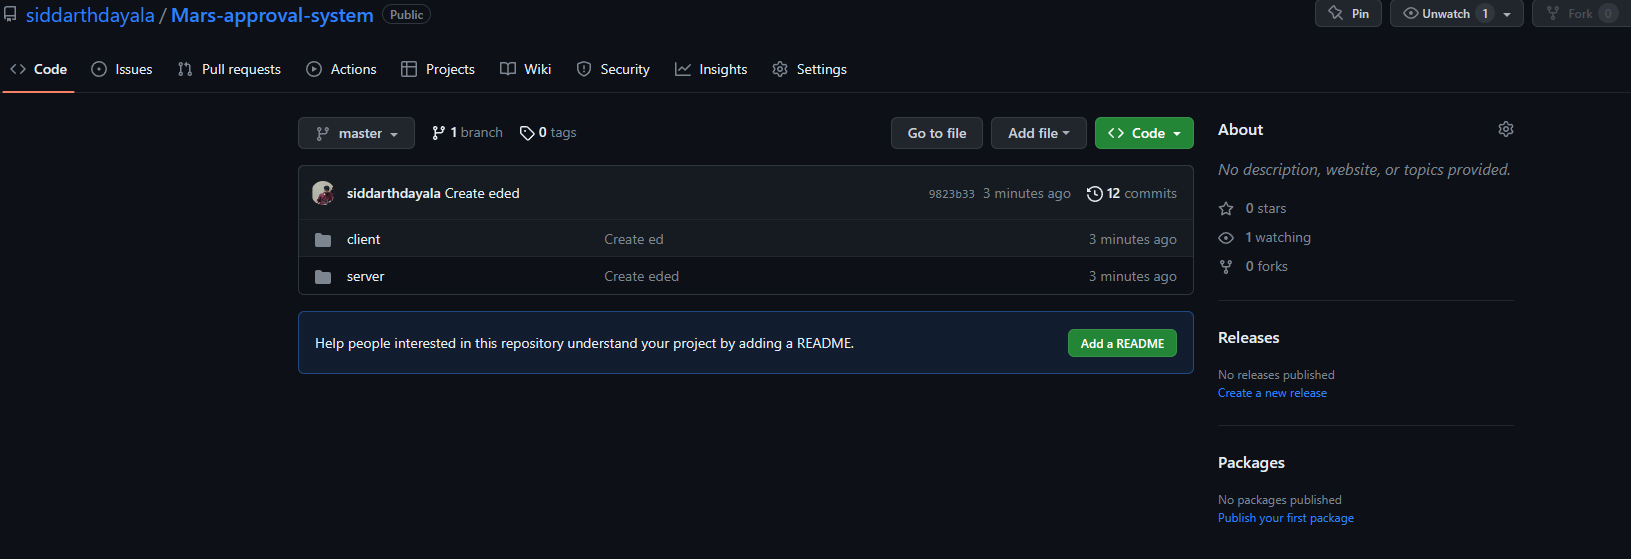 siddarthdayala / Mars-approval-system Public Pin Unwatch 1 Fork 0
Code Issues Pull requests Actions Projects Wiki Security Insights Settings
master 1 branch 0 tags Go to file Add file Code
siddarthdayala Create eded 9823b33 3 minutes ago 12 commits
client Create ed 3 minutes ago
server Create eded 3 minutes ago
Help people interested in this repository understand your project by adding a README. Add a README
About
No description, website, or topics provided.
0 stars
1 watching
0 forks
Releases
No releases published
Create a new release
Packages
No packages published
Publish your first package